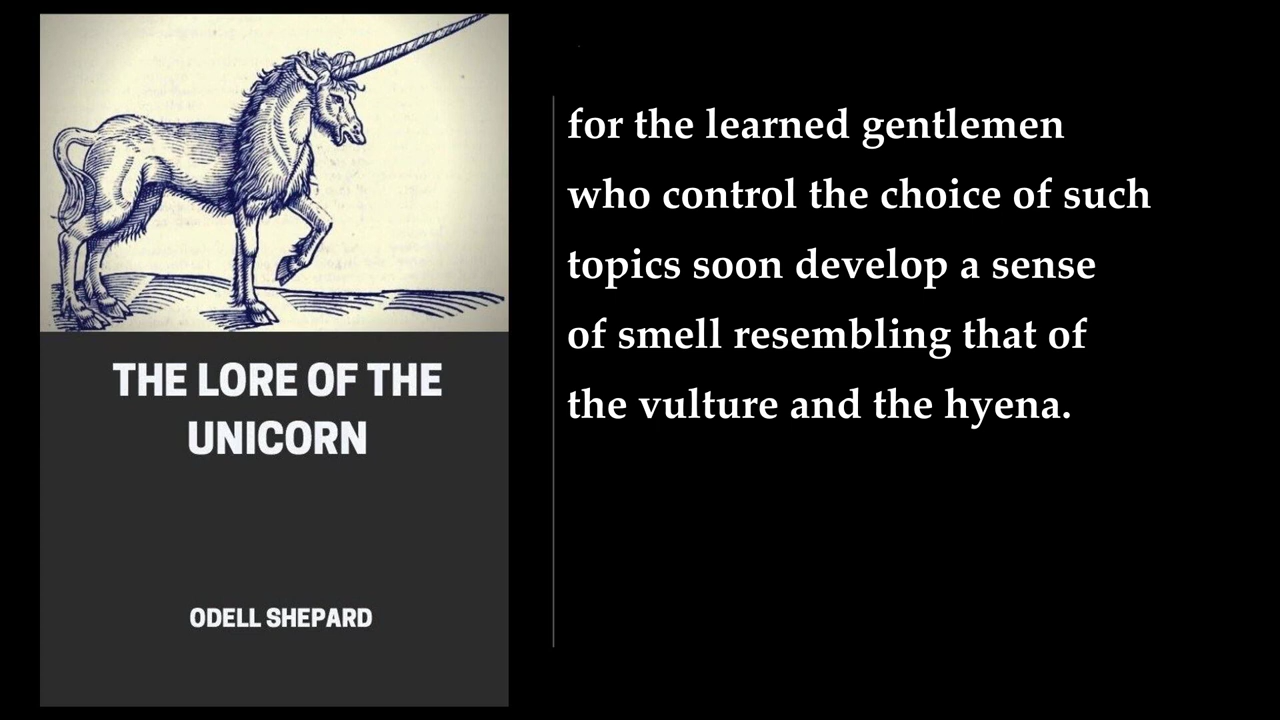 THE LORE OF THE
UNICORN
ODELL SHEPARD
for the learned gentlemen
who control the choice of such
topics soon develop a sense
of smell resembling that of
the vulture and the hyena.